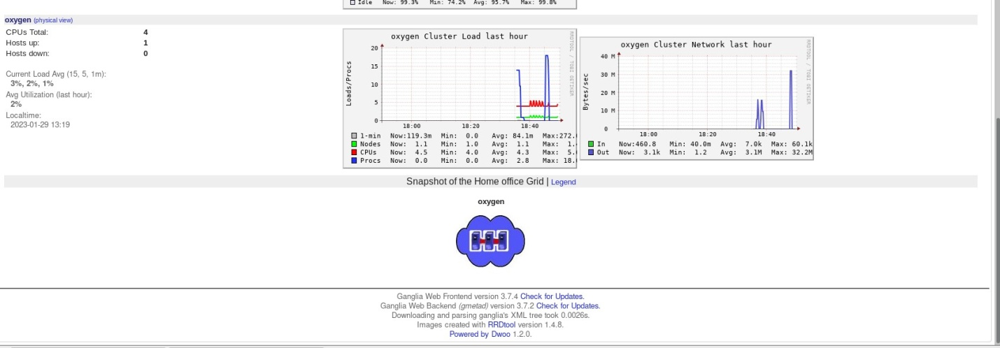 Idle Now: 99.3% Min: 74.2% Avg: 95.7% Max: 99.8%
oxygen (physical view)
CPUs Total: 4
Hosts up: 1
Hosts down: 0
Current Load Avg (15, 5, 1m):
3%, 2%, 1%
Avg Utilization (last hour):
2%
Localtime:
2023-01-29 13:19
oxygen Cluster Load last hour
RRDTOOL / TOBI OETIKER
Loads/Procs
20
15
10
5
0
18:00 18:20 18:40
1-min Now:119.3m Min: 0.0 Avg: 84.1m Max:272.
Nodes Now: 1.1 Min: 1.0 Avg: 1.1 Max: 1.
CPUs Now: 4.5 Min: 4.0 Avg: 4.3 Max: 5.
Procs Now: 0.0 Min: 0.0 Avg: 2.8 Max: 18.
oxygen Cluster Network last hour
RRDTOOL / TOBI OETIKER
Bytes/sec
40 M
30 M
20 M
10 M
0
18:00 18:20 18:40
In Now:460.8 Min: 40.0m Avg: 7.0k Max: 60.1k
Out Now: 3.1k Min: 1.2 Avg: 3.1M Max: 32.2M
Snapshot of the Home office Grid | Legend
oxygen
Ganglia Web Frontend version 3.7.4 Check for Updates.
Ganglia Web Backend (gmetad) version 3.7.2 Check for Updates.
Downloading and parsing ganglia's XML tree took 0.0026s.
Images created with RRDtool version 1.4.8.
Powered by Dwoo 1.2.0.